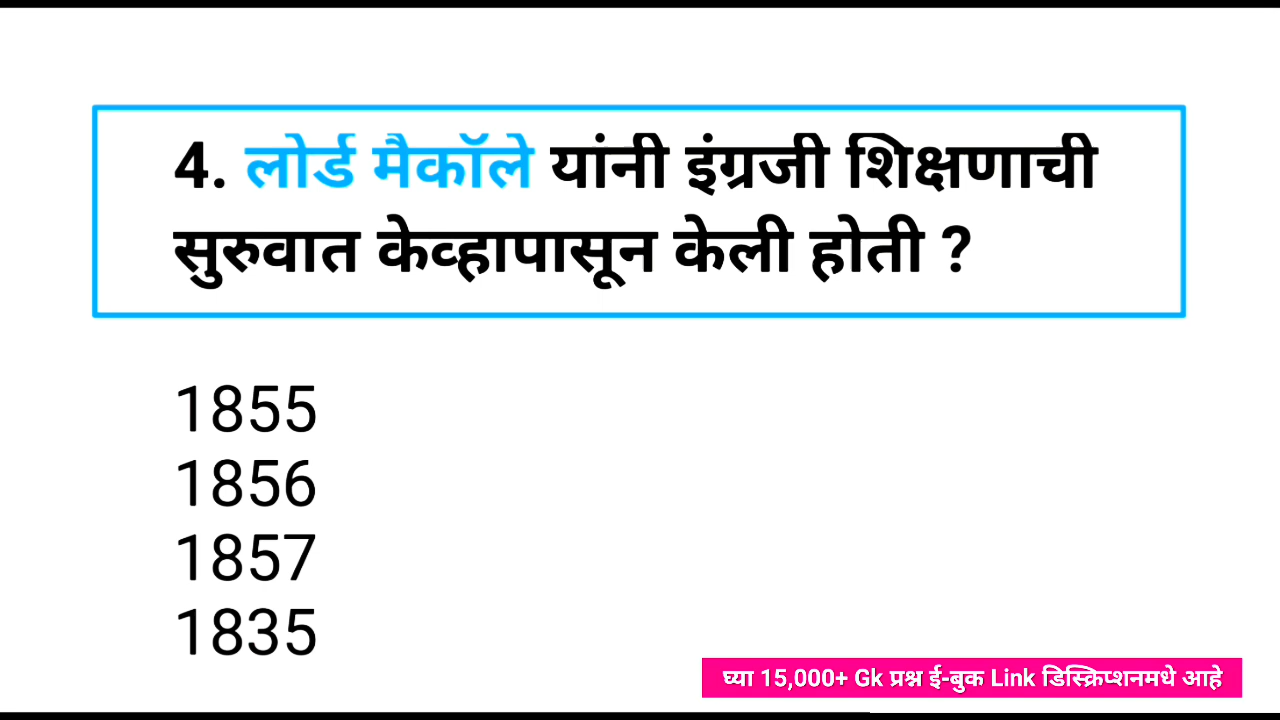 4. लोर्ड मैकॉले यांनी इंग्रजी शिक्षणाची
सुरुवात केव्हापासून केली होती ?
1855
1856
1857
1835
घ्या 15,000+ Gk प्रश्न ई-बुक Link डिस्क्रिप्शनमधे आहे